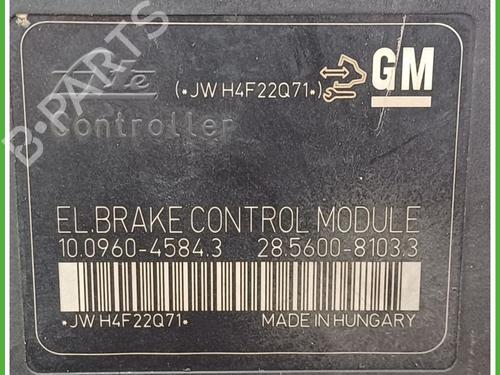 Ate
(*JW H4F22Q71*)
GM
Controller
EL.BRAKE CONTROL MODULE
10.0960-4584.3 28.5600-8103.3
*JW H4F22Q71*
MADE IN HUNGARY
B-PARTS